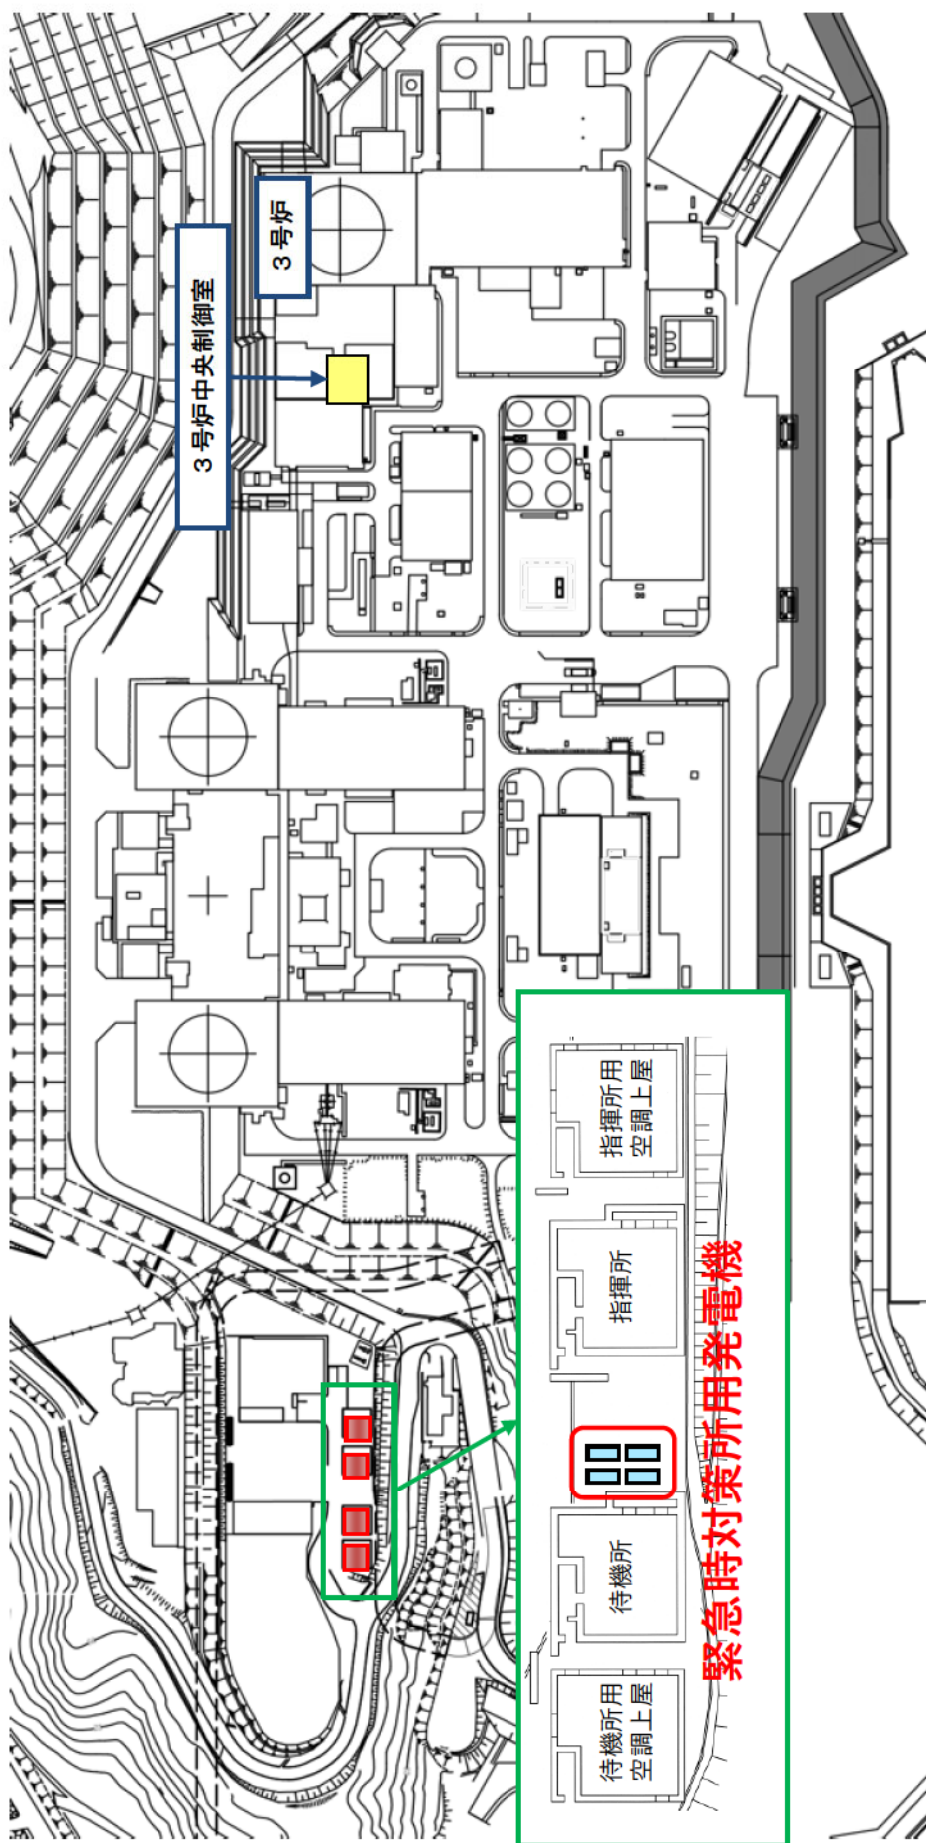 3号炉
3号炉中央制御室
指揮所用
空調上屋
指揮所
待機所
待機所用
空調上屋
緊急時対策所用発電機